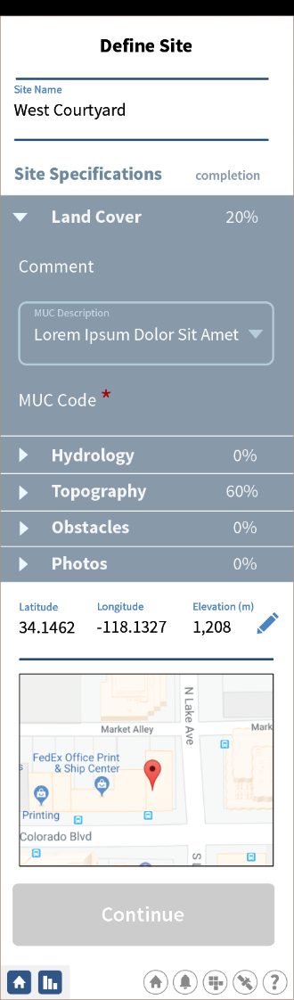 Define Site
Site Name
West Courtyard
Site Specifications completion
Land Cover 20%
Comment
MUC Description
Lorem Ipsum Dolor Sit Amet
MUC Code *
Hydrology 0%
Topography 60%
Obstacles 0%
Photos 0%
Latitude Longitude Elevation (m)
34.1462 -118.1327 1,208
N Lake Ave
Market Alley
Mark
FedEx Office Print
& Ship Center
s
Printing
Colorado Blvd
S L
Continue
?